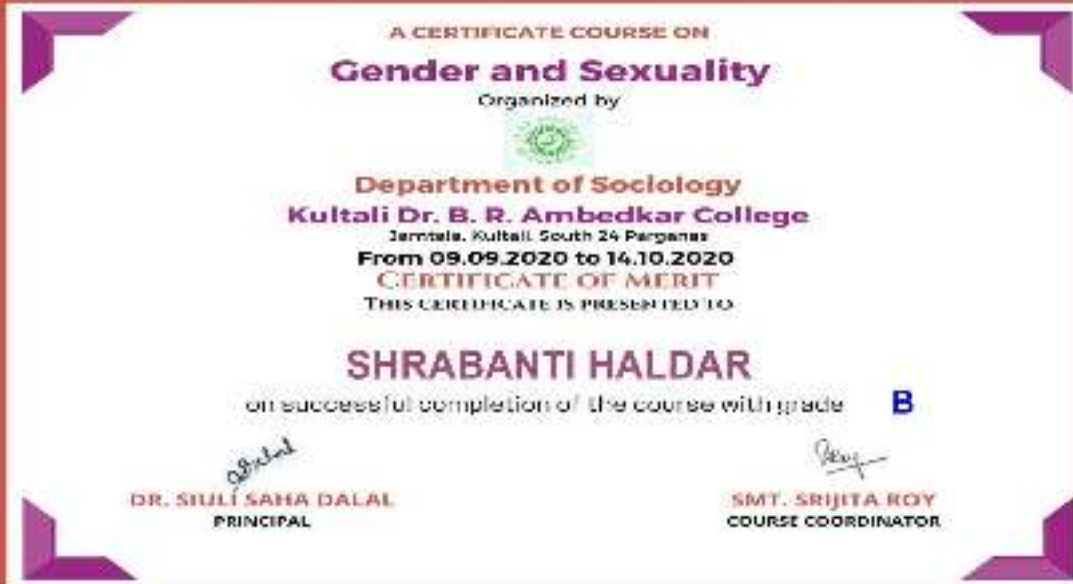 A CERTIFICATE COURSE ON
Gender and Sexuality
Organized by
Department of Sociology
Kultali Dr. B. R. Ambedkar College
Jamtala, Kultali, South 24 Parganas
From 09.09.2020 to 14.10.2020
CERTIFICATE OF MERIT
THIS CERTIFICATE IS PRESENTED TO
SHRABANTI HALDAR
on successful completion of the course with grade B
DR. SIULI SAHA DALAL
PRINCIPAL
SMT. SRIJITA ROY
COURSE COORDINATOR